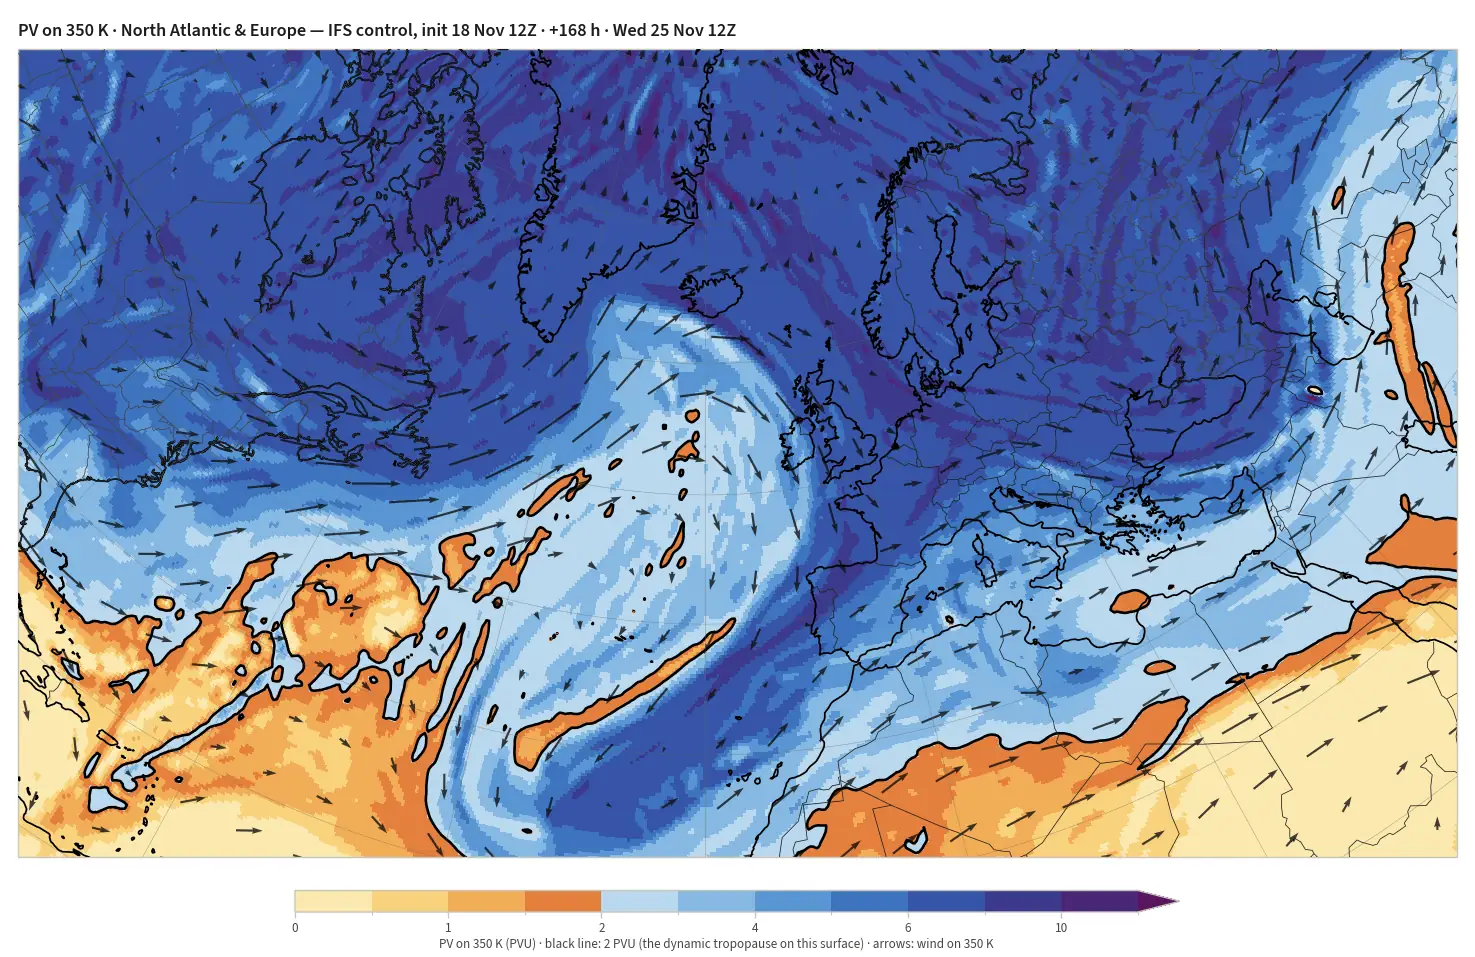 PV on 350 K · North Atlantic & Europe — IFS control, init 18 Nov 12Z · +168 h · Wed 25 Nov 12Z
0 1 2 4 6 10
PV on 350 K (PVU) · black line: 2 PVU (the dynamic tropopause on this surface) · arrows: wind on 350 K